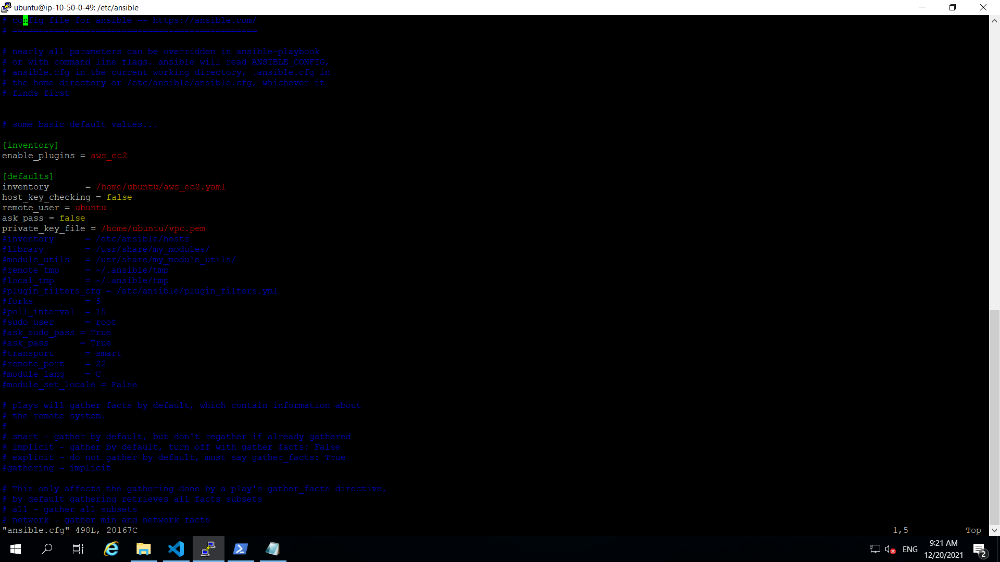 ubuntu@ip-10-50-0-49: /etc/ansible
# config file for ansible -- https://ansible.com/
# ===============================================
# nearly all parameters can be overridden in ansible-playbook
# or with command line flags. ansible will read ANSIBLE_CONFIG,
# ansible.cfg in the current working directory, .ansible.cfg in
# the home directory or /etc/ansible/ansible.cfg, whichever it
# finds first
# some basic default values...
[inventory]
enable_plugins = aws_ec2
[defaults]
inventory       = /home/ubuntu/aws_ec2.yaml
host_key_checking = false
remote_user = ubuntu
ask_pass = false
private_key_file = /home/ubuntu/vpc.pem
#inventory      = /etc/ansible/hosts
#library        = /usr/share/my_modules/
#module_utils   = /usr/share/my_module_utils/
#remote_tmp     = ~/.ansible/tmp
#local_tmp      = ~/.ansible/tmp
#plugin_filters_cfg = /etc/ansible/plugin_filters.yml
#forks          = 5
#poll_interval  = 15
#sudo_user      = root
#ask_sudo_pass = True
#ask_pass      = True
#transport      = smart
#remote_port    = 22
#module_lang    = C
#module_set_locale = False
# plays will gather facts by default, which contain information about
# the remote system.
#
# smart - gather by default, but don't regather if already gathered
# implicit - gather by default, turn off with gather_facts: False
# explicit - do not gather by default, must say gather_facts: True
#gathering = implicit
# This only affects the gathering done by a play's gather_facts directive,
# by default gathering retrieves all facts subsets
# all - gather all subsets
# network - gather min and network facts
"ansible.cfg" 498L, 20167C 1,5 Top
ENG 9:21 AM
12/20/2021
2